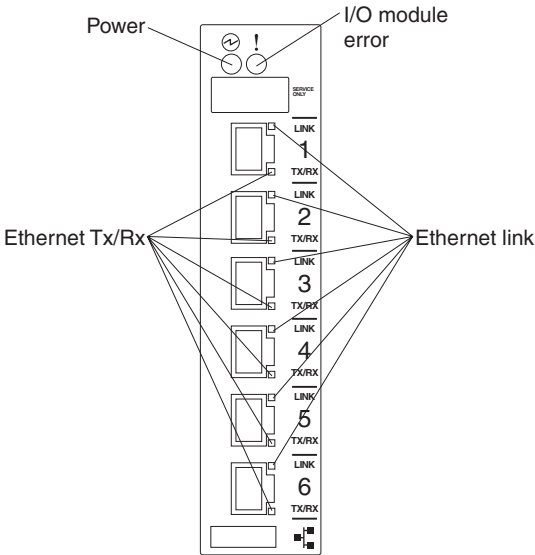 Power
I/O module
error
!
SERVICE
ONLY
LINK
1
TX/RX
LINK
2
TX/RX
Ethernet Tx/Rx
Ethernet link
LINK
3
TX/RX
LINK
4
TX/RX
LINK
5
TX/RX
LINK
6
TX/RX